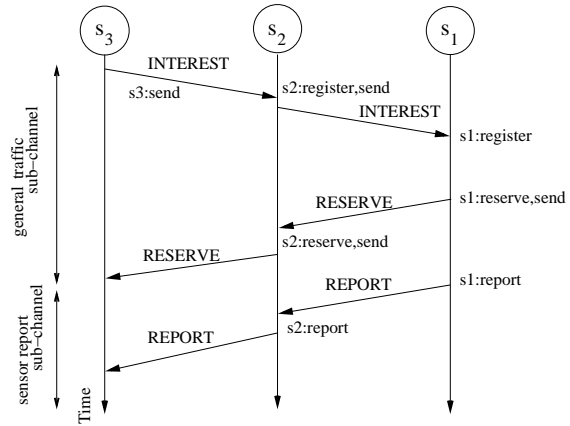 s3
s2
s1
INTEREST
s3:send
s2:register,send
INTEREST
s1:register
general traffic
sub−channel
s1:reserve,send
RESERVE
s2:reserve,send
RESERVE
s1:report
REPORT
s2:report
REPORT
sensor report
sub−channel
Time